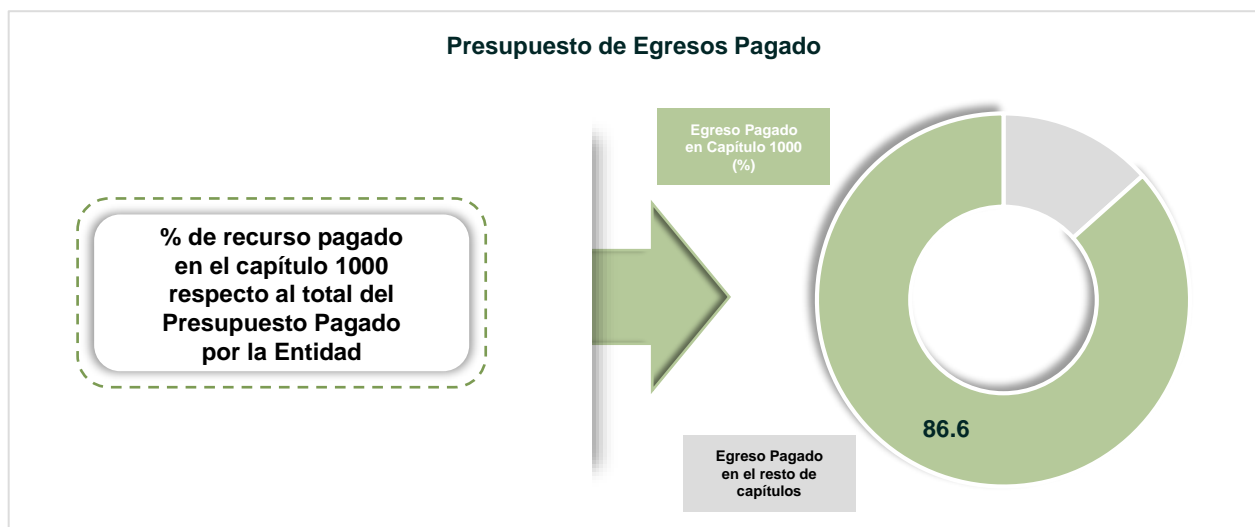 Presupuesto de Egresos Pagado
Egreso Pagado
en Capítulo 1000
(%)
% de recurso pagado
en el capítulo 1000
respecto al total del
Presupuesto Pagado
por la Entidad
86.6
Egreso Pagado
en el resto de
capítulos